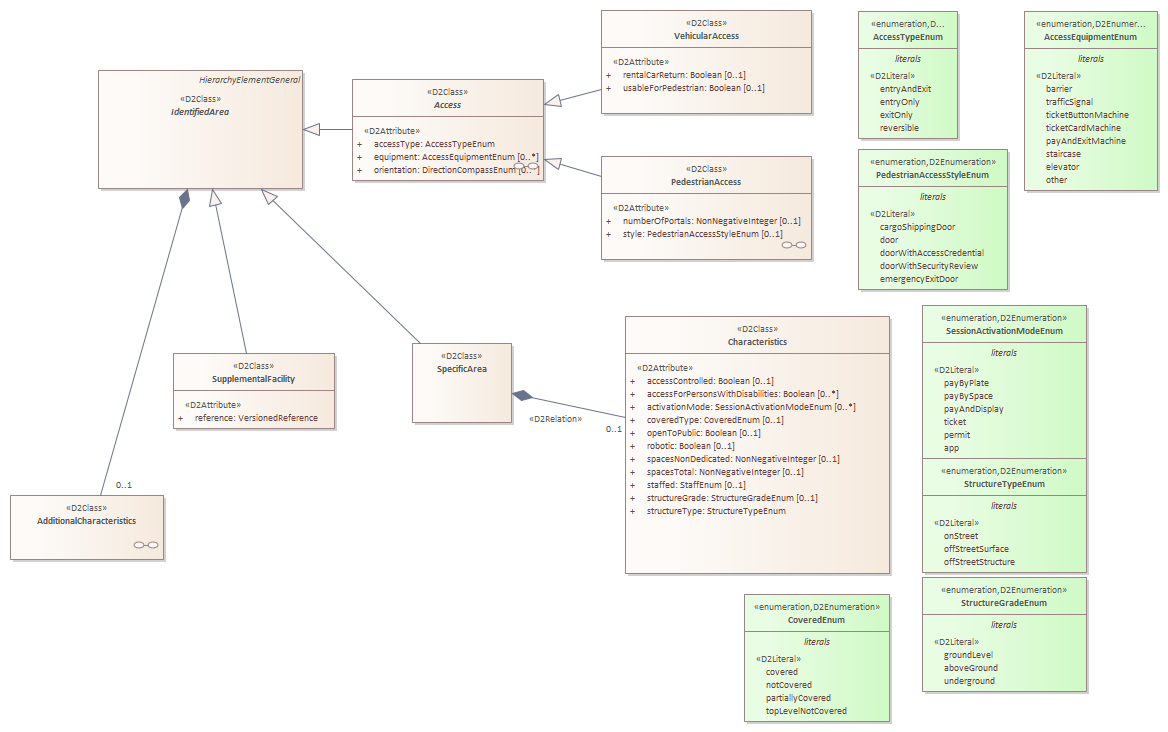 HierarchyElementGeneral
«D2Class»
IdentifiedArea
«D2Class»
Access
«D2Attribute»
+ accessType: AccessTypeEnum
+ equipment: AccessEquipmentEnum [0..*]
+ orientation: DirectionCompassEnum [0..
«D2Class»
VehicularAccess
«D2Attribute»
+ rentalCarReturn: Boolean [0..1]
+ usableForPedestrian: Boolean [0..1]
«D2Class»
PedestrianAccess
«D2Attribute»
+ numberOfPortals: NonNegativeInteger [0..1]
+ style: PedestrianAccessStyleEnum [0..1]
«enumeration,D...
AccessTypeEnum
literals
«D2Literal»
entryAndExit
entryOnly
exitOnly
reversible
«enumeration,D2Enumer...
AccessEquipmentEnum
literals
«D2Literal»
barrier
trafficSignal
ticketButtonMachine
ticketCardMachine
payAndExitMachine
staircase
elevator
other
«enumeration,D2Enumeration»
PedestrianAccessStyleEnum
literals
«D2Literal»
cargoShippingDoor
door
doorWithAccessCredential
doorWithSecurityReview
emergencyExitDoor
«D2Class»
SupplementalFacility
«D2Attribute»
+ reference: VersionedReference
«D2Class»
SpecificArea
«D2Relation»
0..1
«D2Class»
Characteristics
«D2Attribute»
+ accessControlled: Boolean [0..1]
+ accessForPersonsWithDisabilities: Boolean [0..*]
+ activationMode: SessionActivationModeEnum [0..*]
+ coveredType: CoveredEnum [0..1]
+ openToPublic: Boolean [0..1]
+ robotic: Boolean [0..1]
+ spacesNonDedicated: NonNegativeInteger [0..1]
+ spacesTotal: NonNegativeInteger [0..1]
+ staffed: StaffEnum [0..1]
+ structureGrade: StructureGradeEnum [0..1]
+ structureType: StructureTypeEnum
0..1
«D2Class»
AdditionalCharacteristics
«enumeration,D2Enumeration»
SessionActivationModeEnum
literals
«D2Literal»
payByPlate
payBySpace
payAndDisplay
ticket
permit
app
«enumeration,D2Enumeration»
StructureTypeEnum
literals
«D2Literal»
onStreet
offStreetSurface
offStreetStructure
«enumeration,D2Enumeration»
StructureGradeEnum
literals
«D2Literal»
groundLevel
aboveGround
underground
«enumeration,D2Enumeration»
CoveredEnum
literals
«D2Literal»
covered
notCovered
partiallyCovered
topLevelNotCovered